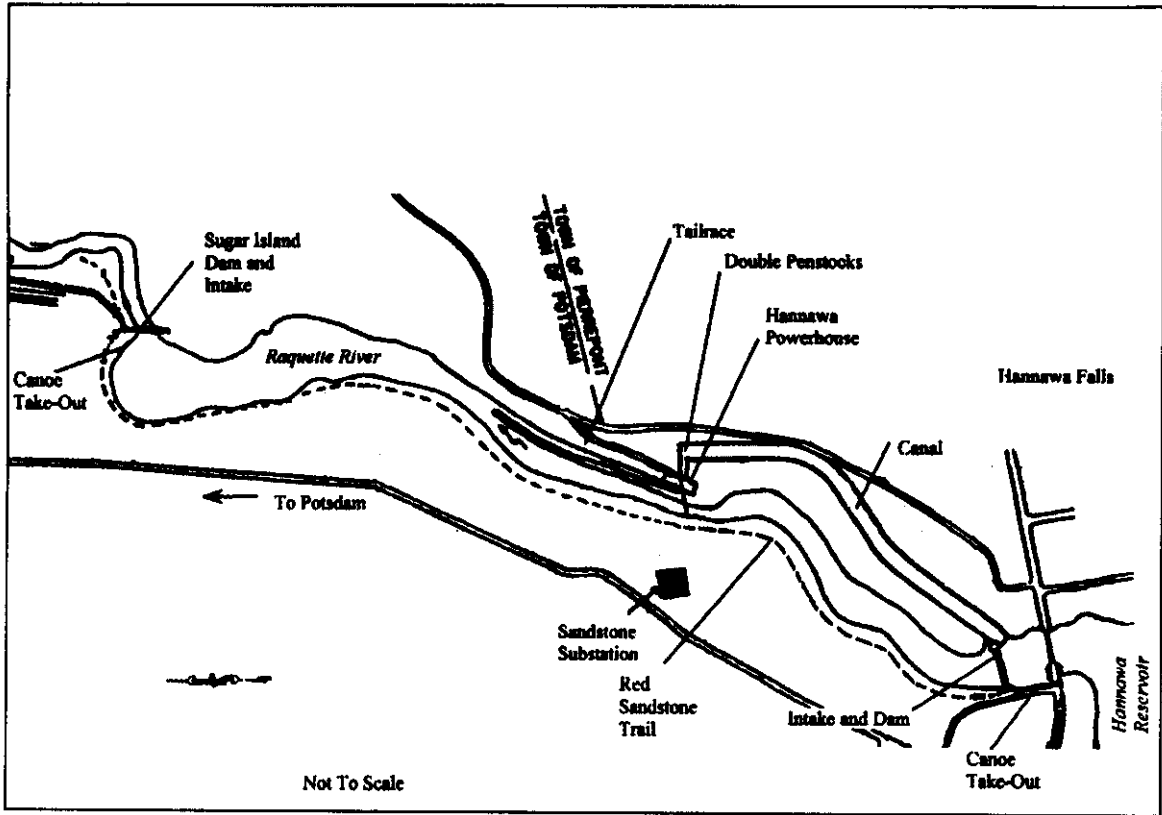 TOWN OF PIERREPONT
TOWN OF POTSDAM
Tailrace
Sugar Island
Dam and
Intake
Double Penstocks
Hannawa
Powerhouse
Raquette River
Canoe
Take-Out
Hannawa Falls
Canal
To Potsdam
Sandstone
Substation
Red
Sandstone
Trail
Intake and Dam
Hannawa
Reservoir
Canoe
Take-Out
Not To Scale